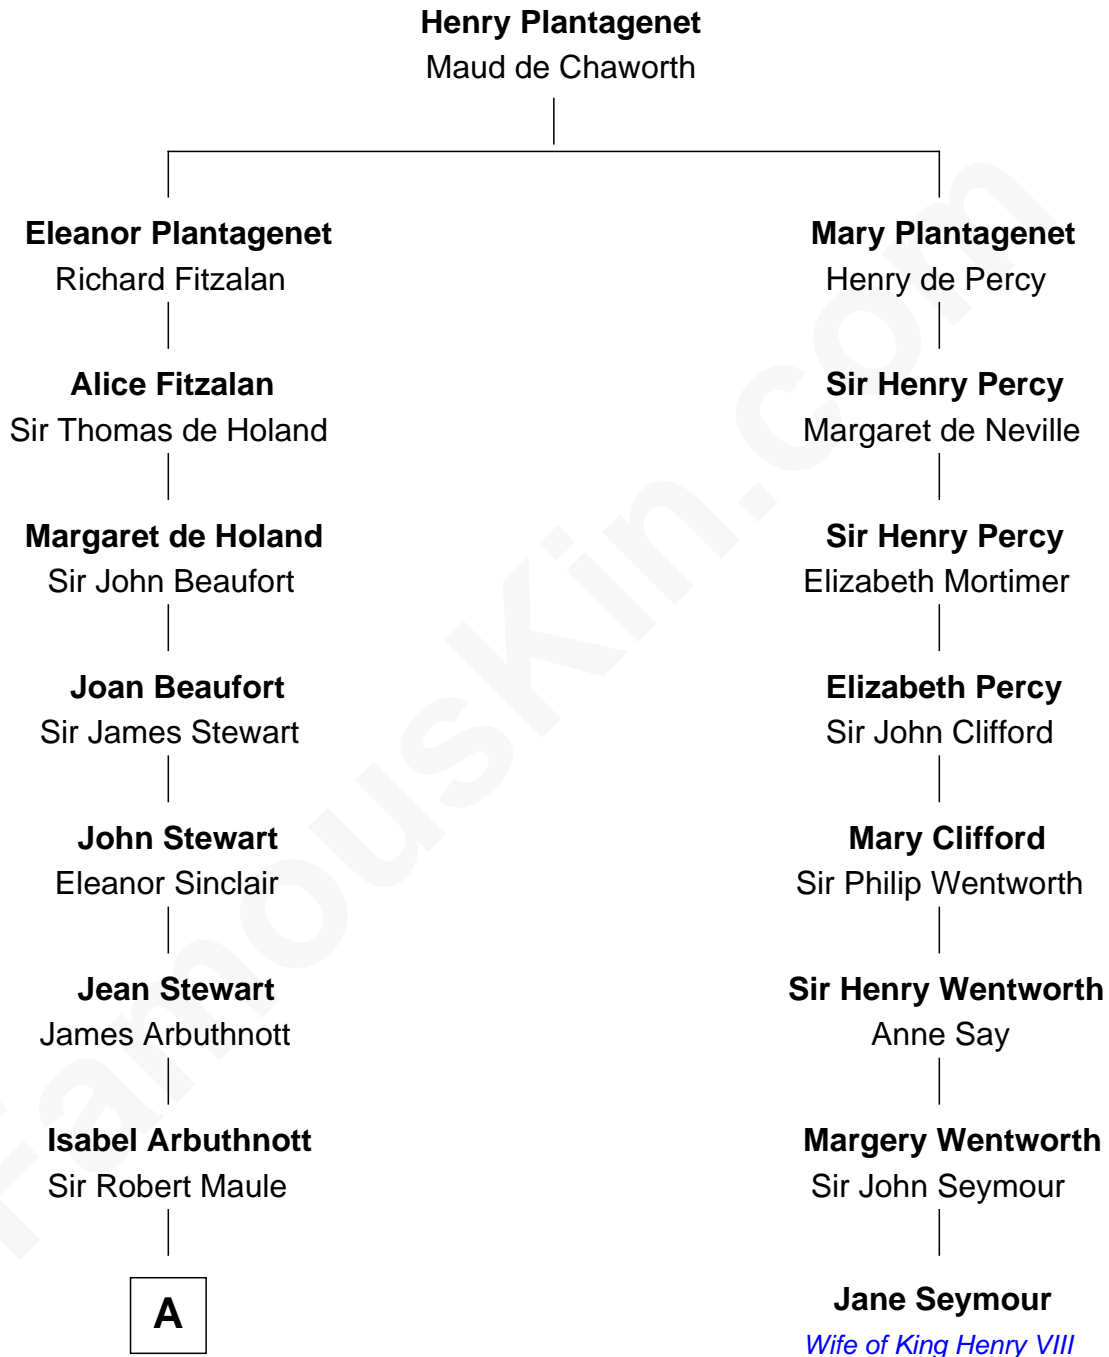 Henry Plantagenet
Maud de Chaworth
Eleanor Plantagenet
Richard Fitzalan
Mary Plantagenet
Henry de Percy
Alice Fitzalan
Sir Thomas de Holand
Sir Henry Percy
Margaret de Neville
Margaret de Holand
Sir John Beaufort
Sir Henry Percy
Elizabeth Mortimer
Joan Beaufort
Sir James Stewart
Elizabeth Percy
Sir John Clifford
John Stewart
Eleanor Sinclair
Mary Clifford
Sir Philip Wentworth
Jean Stewart
James Arbuthnott
Sir Henry Wentworth
Anne Say
Isabel Arbuthnott
Sir Robert Maule
Margery Wentworth
Sir John Seymour
A
Jane Seymour
Wife of King Henry VIII
FamousKin.com